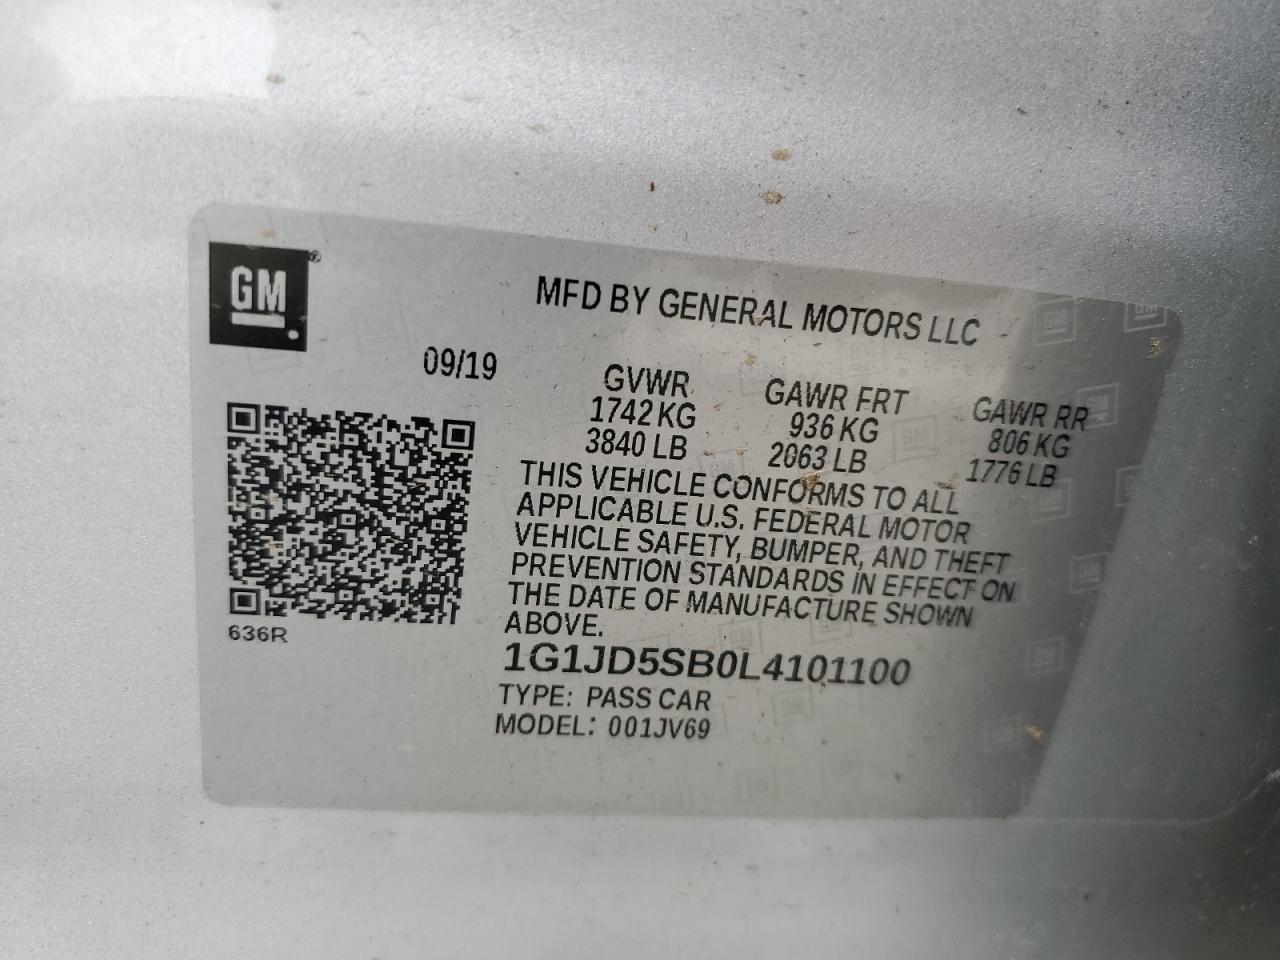 GM
MFD BY GENERAL MOTORS LLC
09/19
GVWR GAWR FRT GAWR RR
1742 KG 936 KG 806 KG
3840 LB 2063 LB 1776 LB
THIS VEHICLE CONFORMS TO ALL
APPLICABLE U.S. FEDERAL MOTOR
VEHICLE SAFETY, BUMPER, AND THEFT
PREVENTION STANDARDS IN EFFECT ON
THE DATE OF MANUFACTURE SHOWN
ABOVE.
636R
1G1JD5SB0L4101100
TYPE: PASS CAR
MODEL: 001JV69